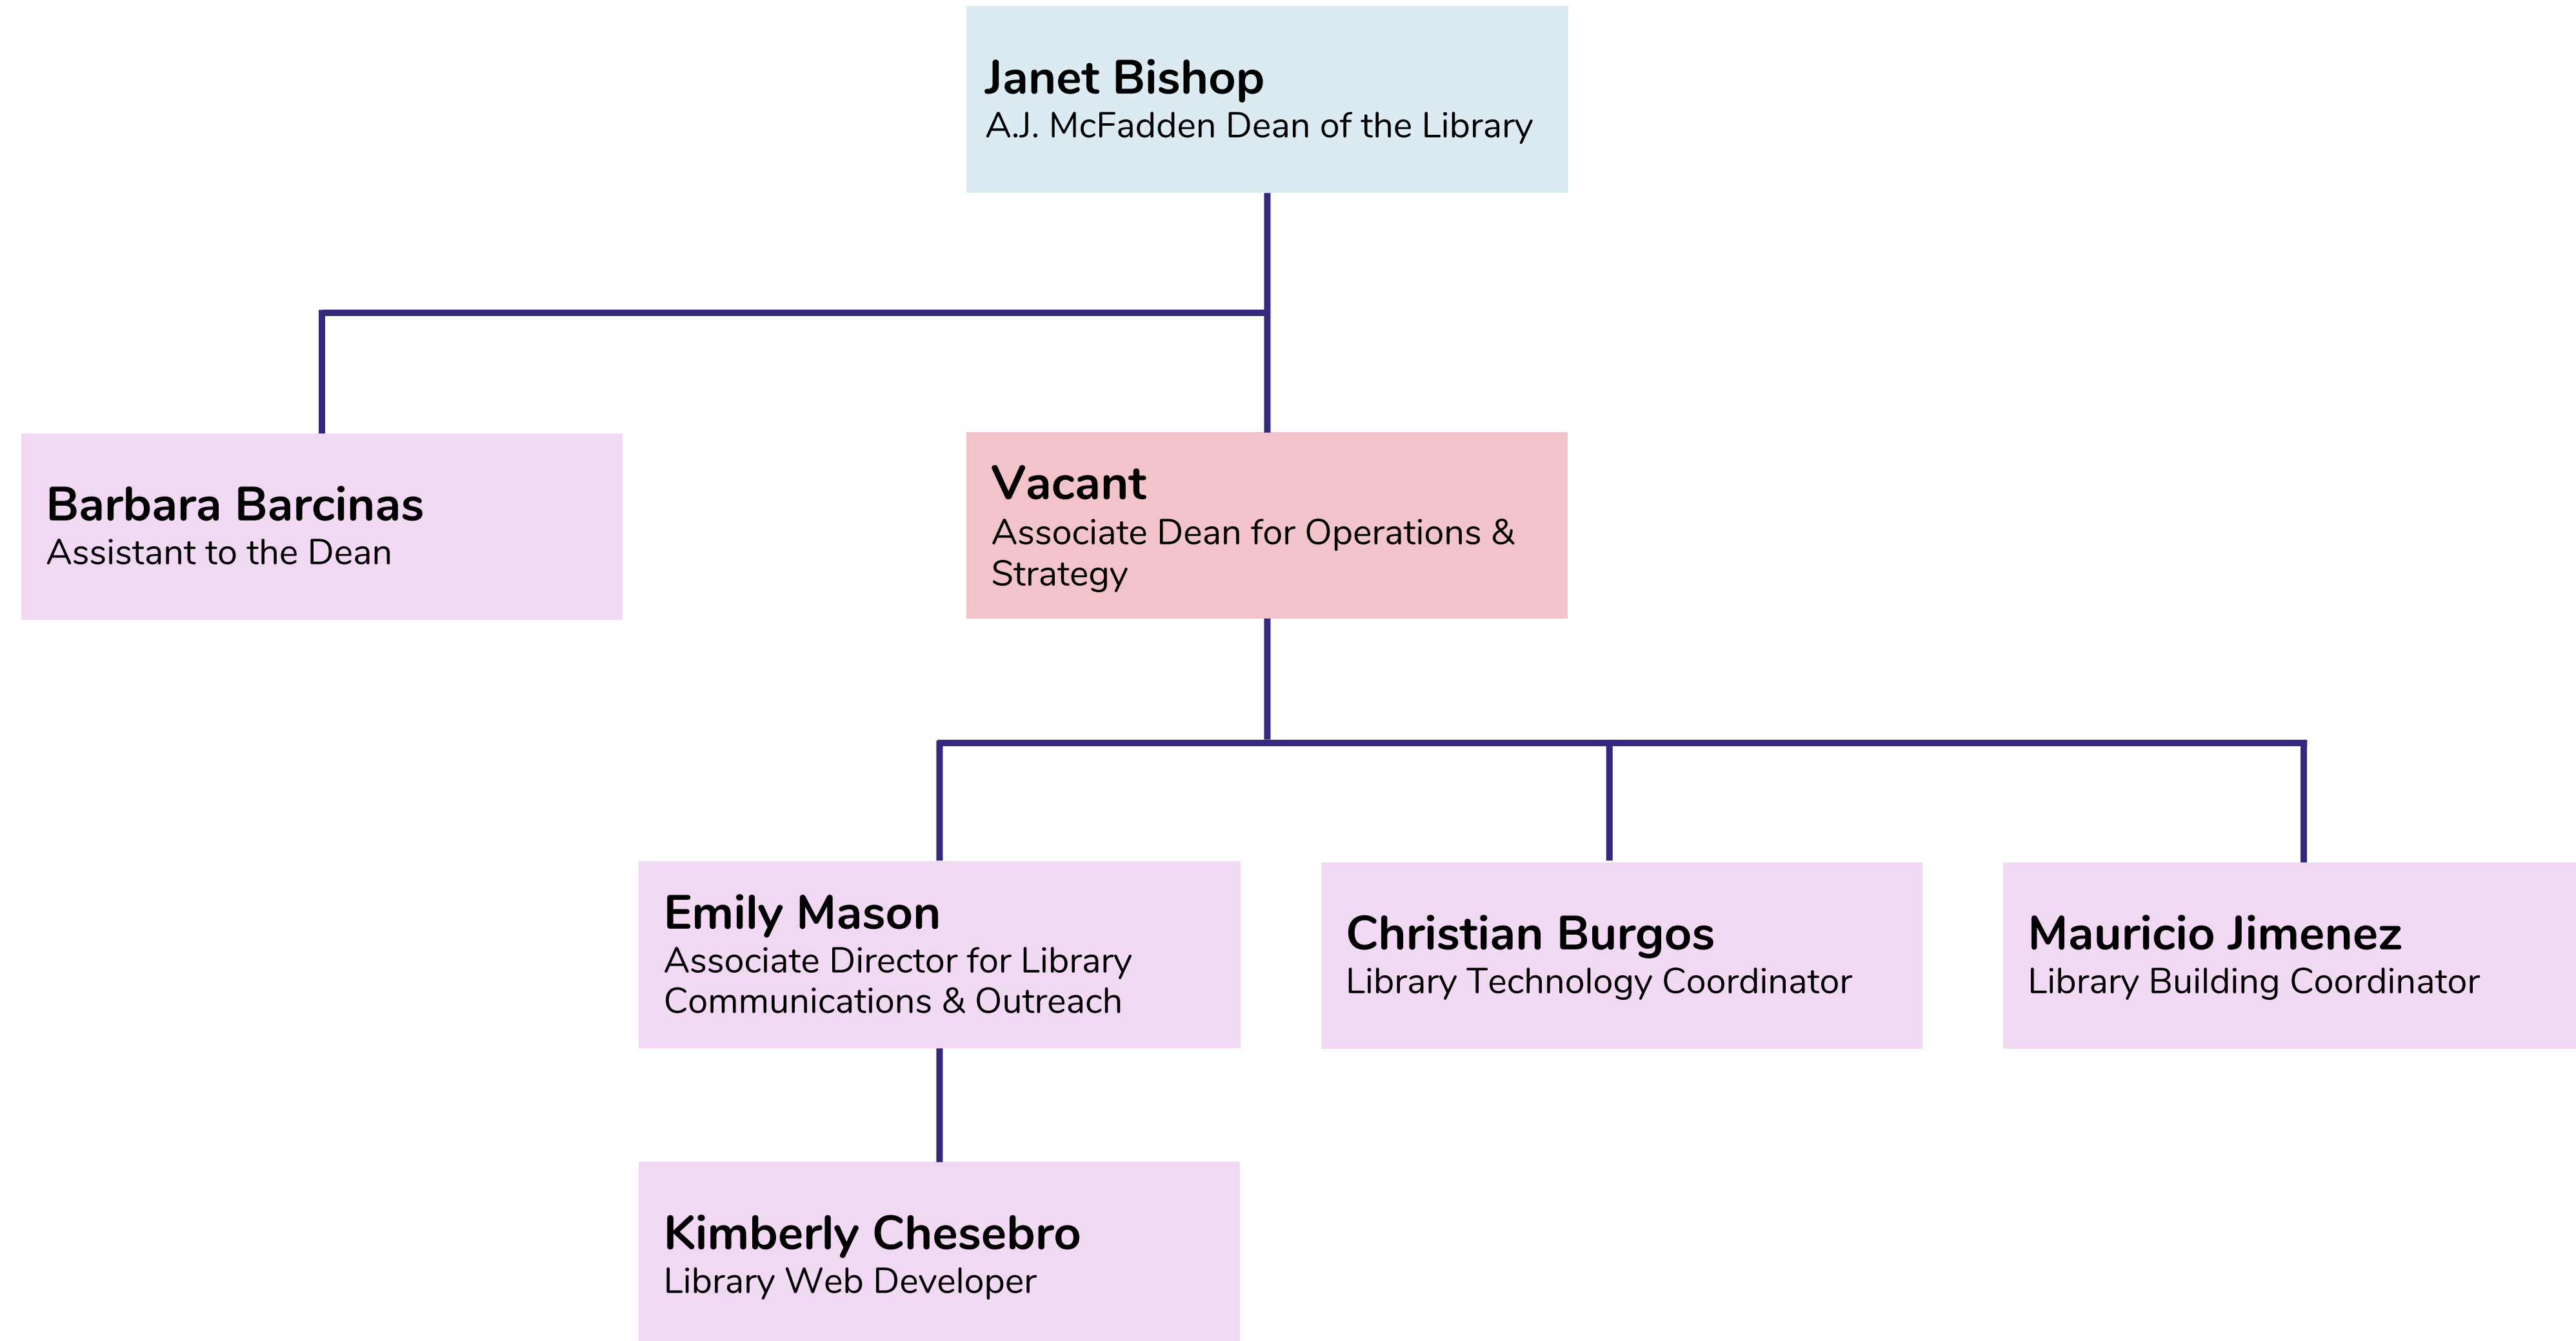 Janet Bishop
A.J. McFadden Dean of the Library
Barbara Barcinas
Assistant to the Dean
Vacant
Associate Dean for Operations &
Strategy
Emily Mason
Associate Director for Library
Communications & Outreach
Christian Burgos
Library Technology Coordinator
Mauricio Jimenez
Library Building Coordinator
Kimberly Chesebro
Library Web Developer